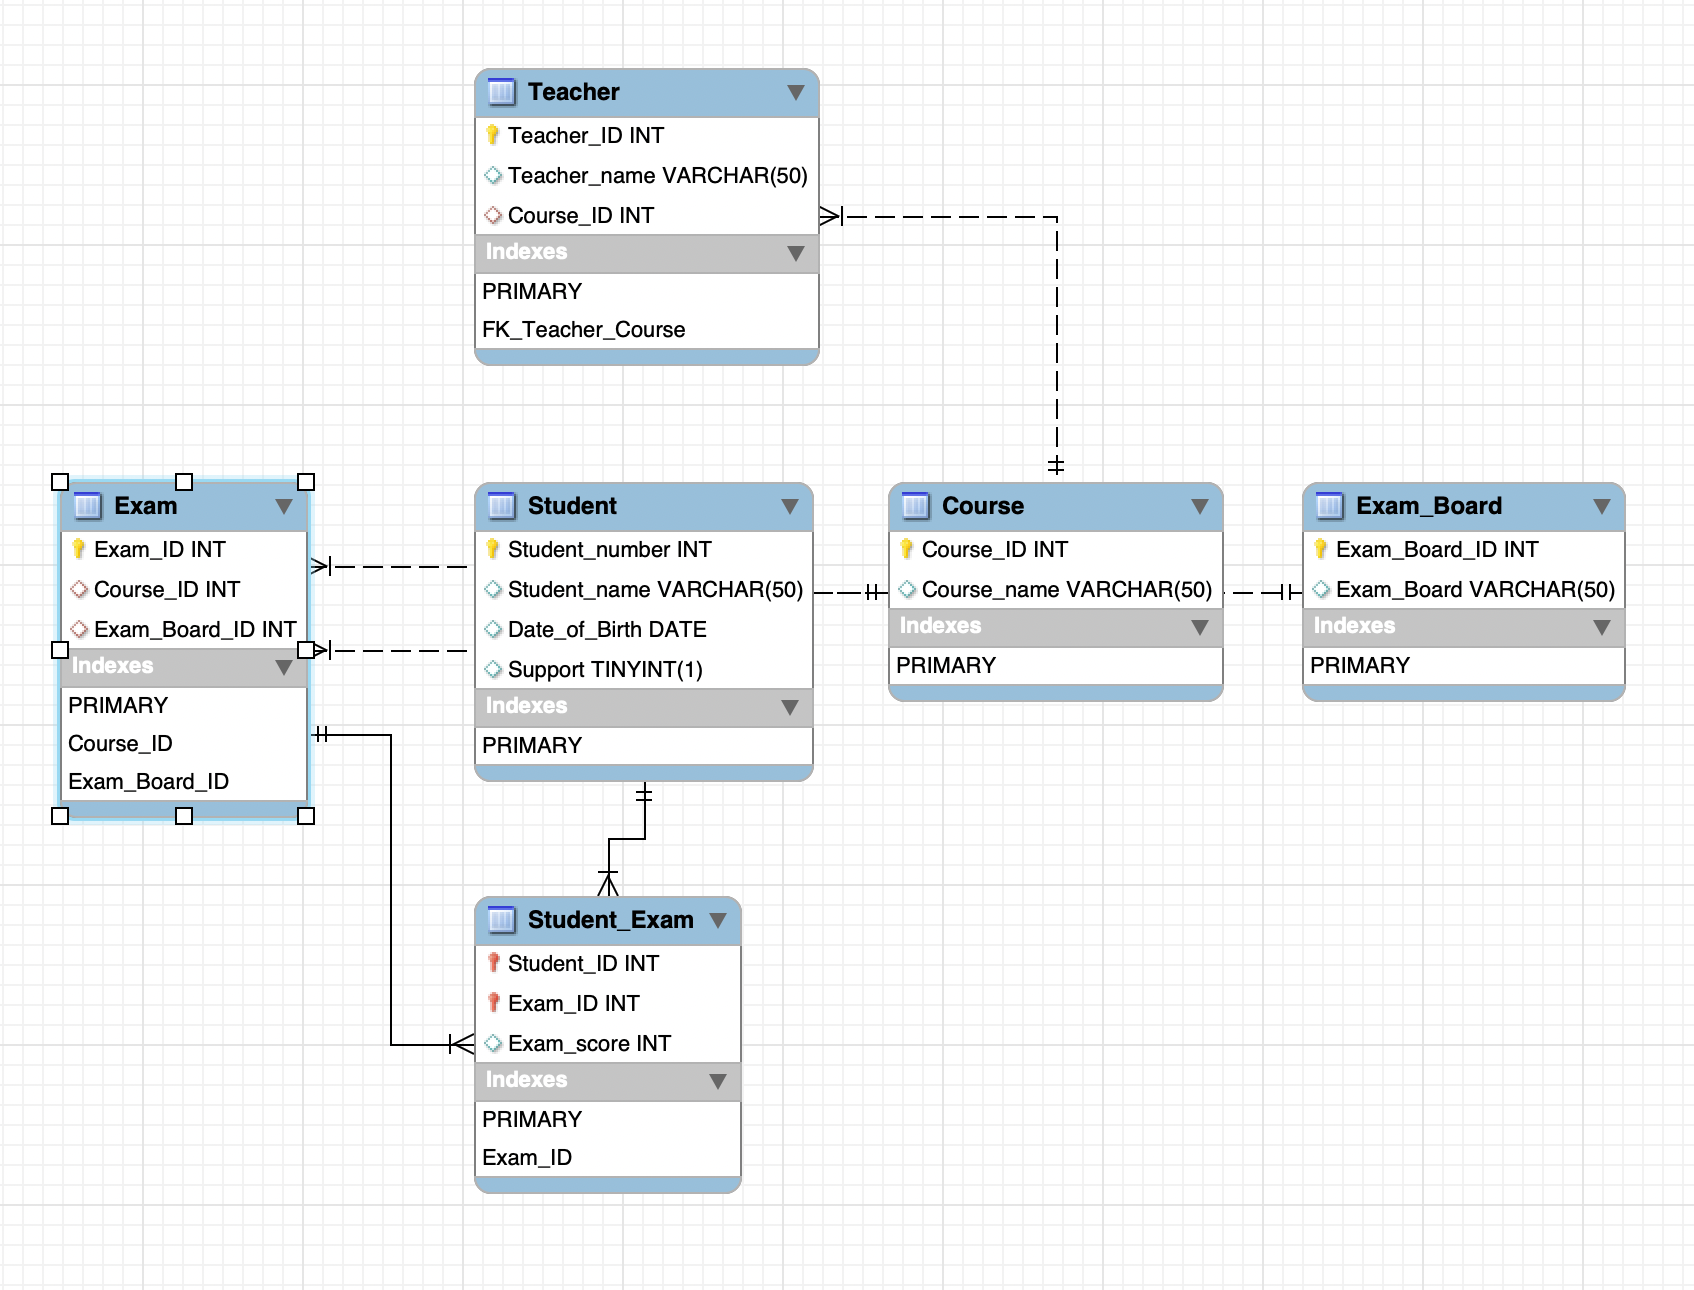 Teacher
Teacher_ID INT
Teacher_name VARCHAR(50)
Course_ID INT
Indexes
PRIMARY
FK_Teacher_Course
Exam
Exam_ID INT
Course_ID INT
Exam_Board_ID INT
Indexes
PRIMARY
Course_ID
Exam_Board_ID
Student
Student_number INT
Student_name VARCHAR(50)
Date_of_Birth DATE
Support TINYINT(1)
Indexes
PRIMARY
Course
Course_ID INT
Course_name VARCHAR(50)
Indexes
PRIMARY
Exam_Board
Exam_Board_ID INT
Exam_Board VARCHAR(50)
Indexes
PRIMARY
Student_Exam
Student_ID INT
Exam_ID INT
Exam_score INT
Indexes
PRIMARY
Exam_ID